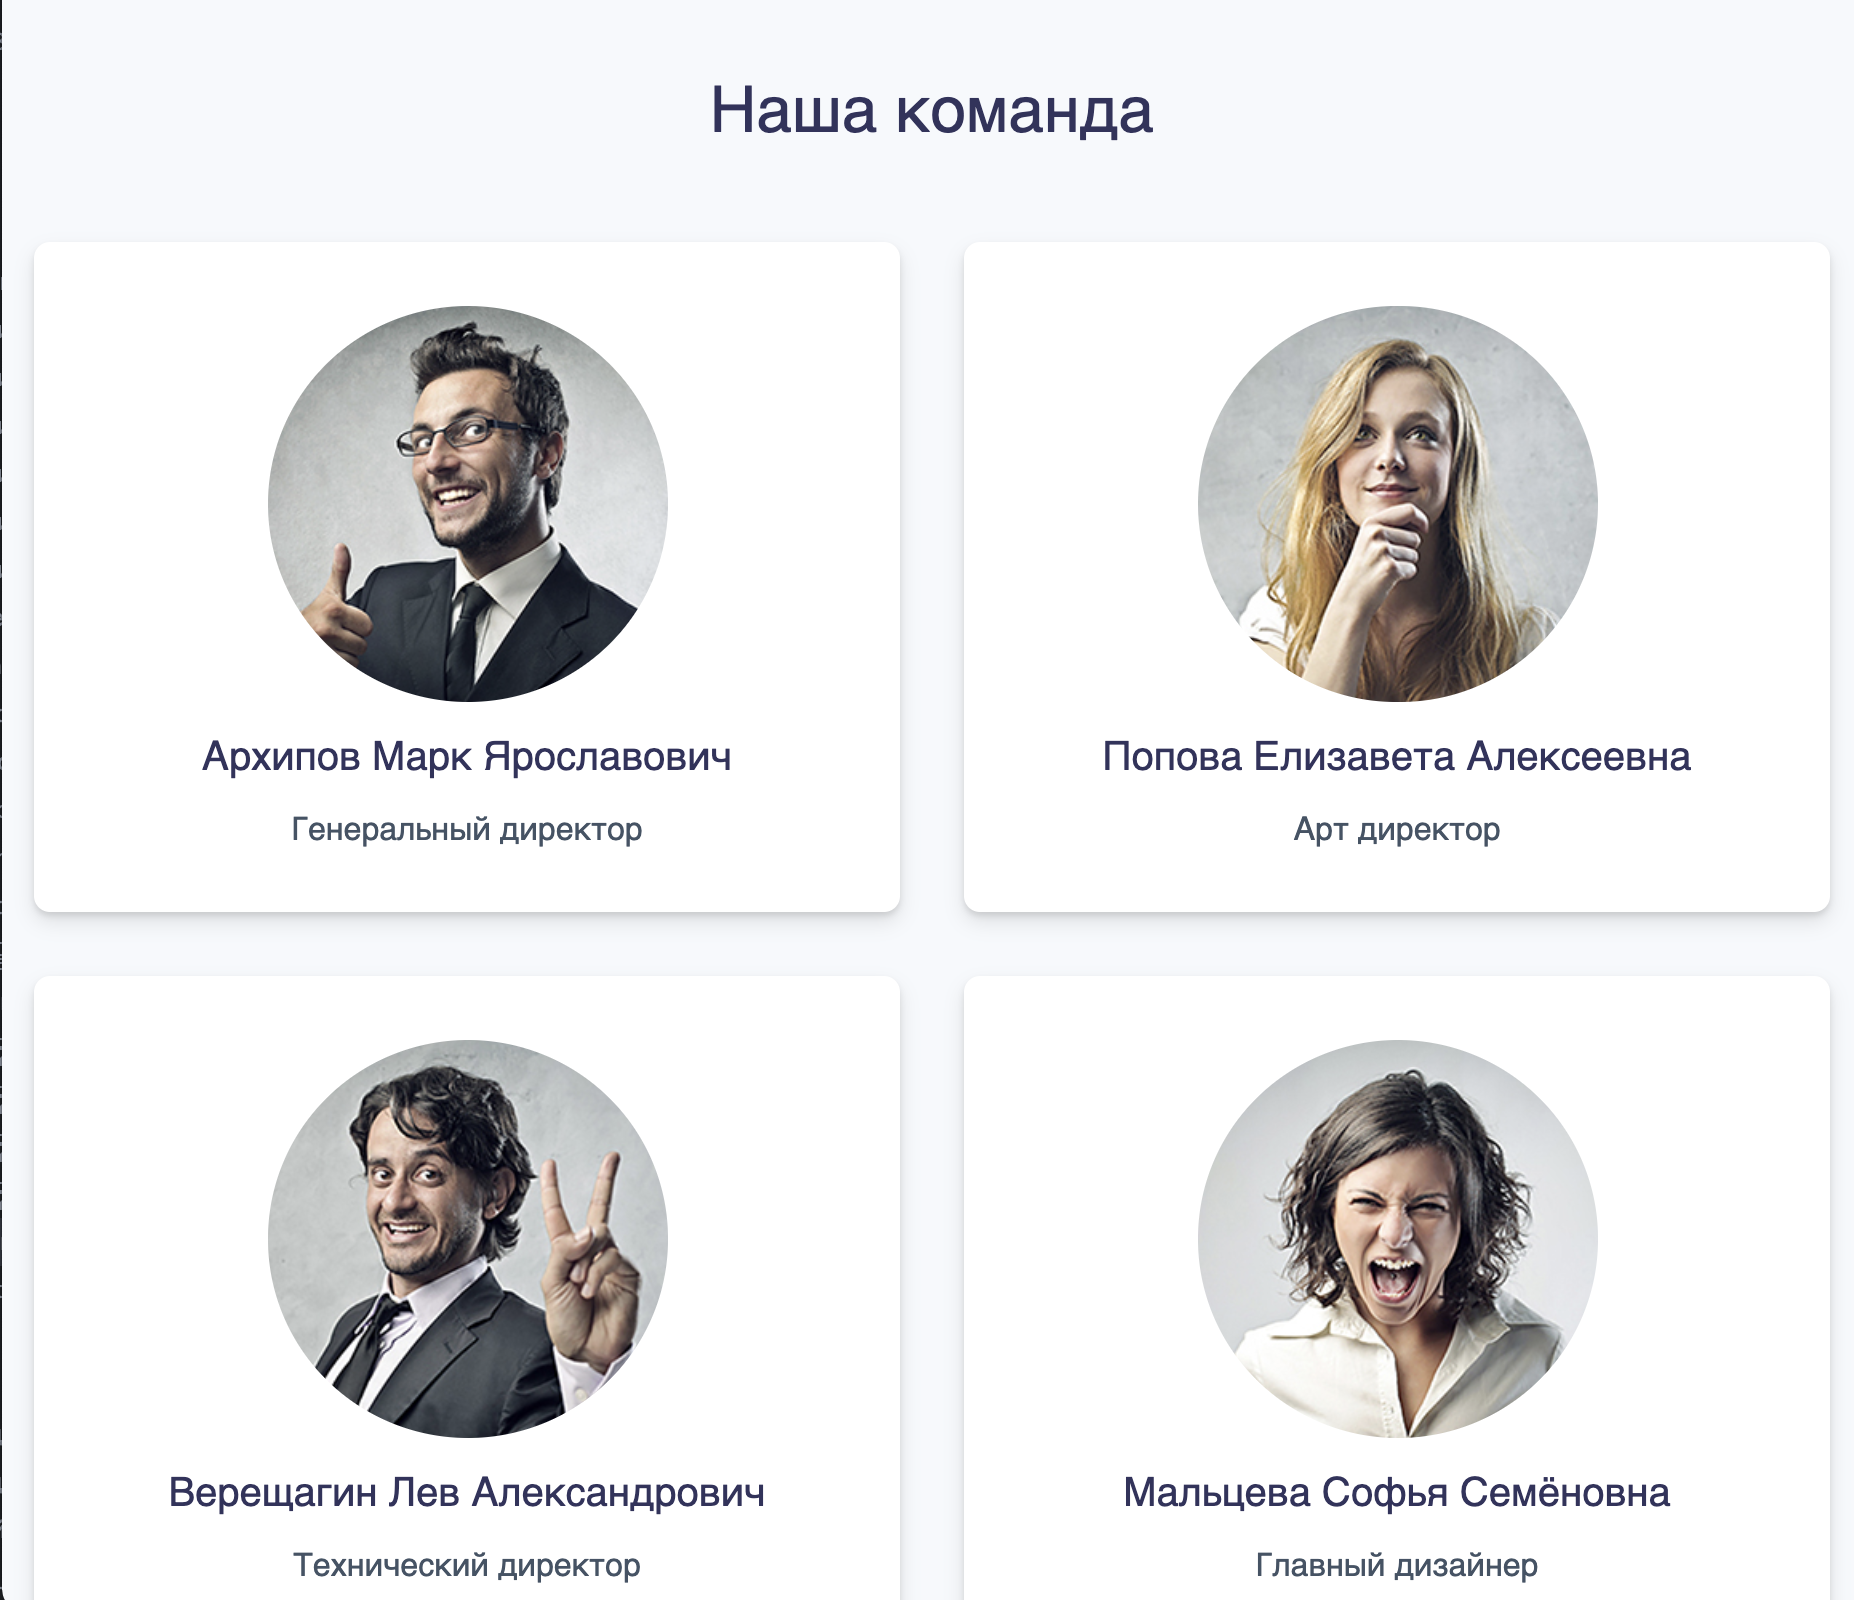 Наша команда
Архипов Марк Ярославович
Генеральный директор
Попова Елизавета Алексеевна
Арт директор
Верещагин Лев Александрович
Технический директор
Мальцева Софья Семёновна
Главный дизайнер